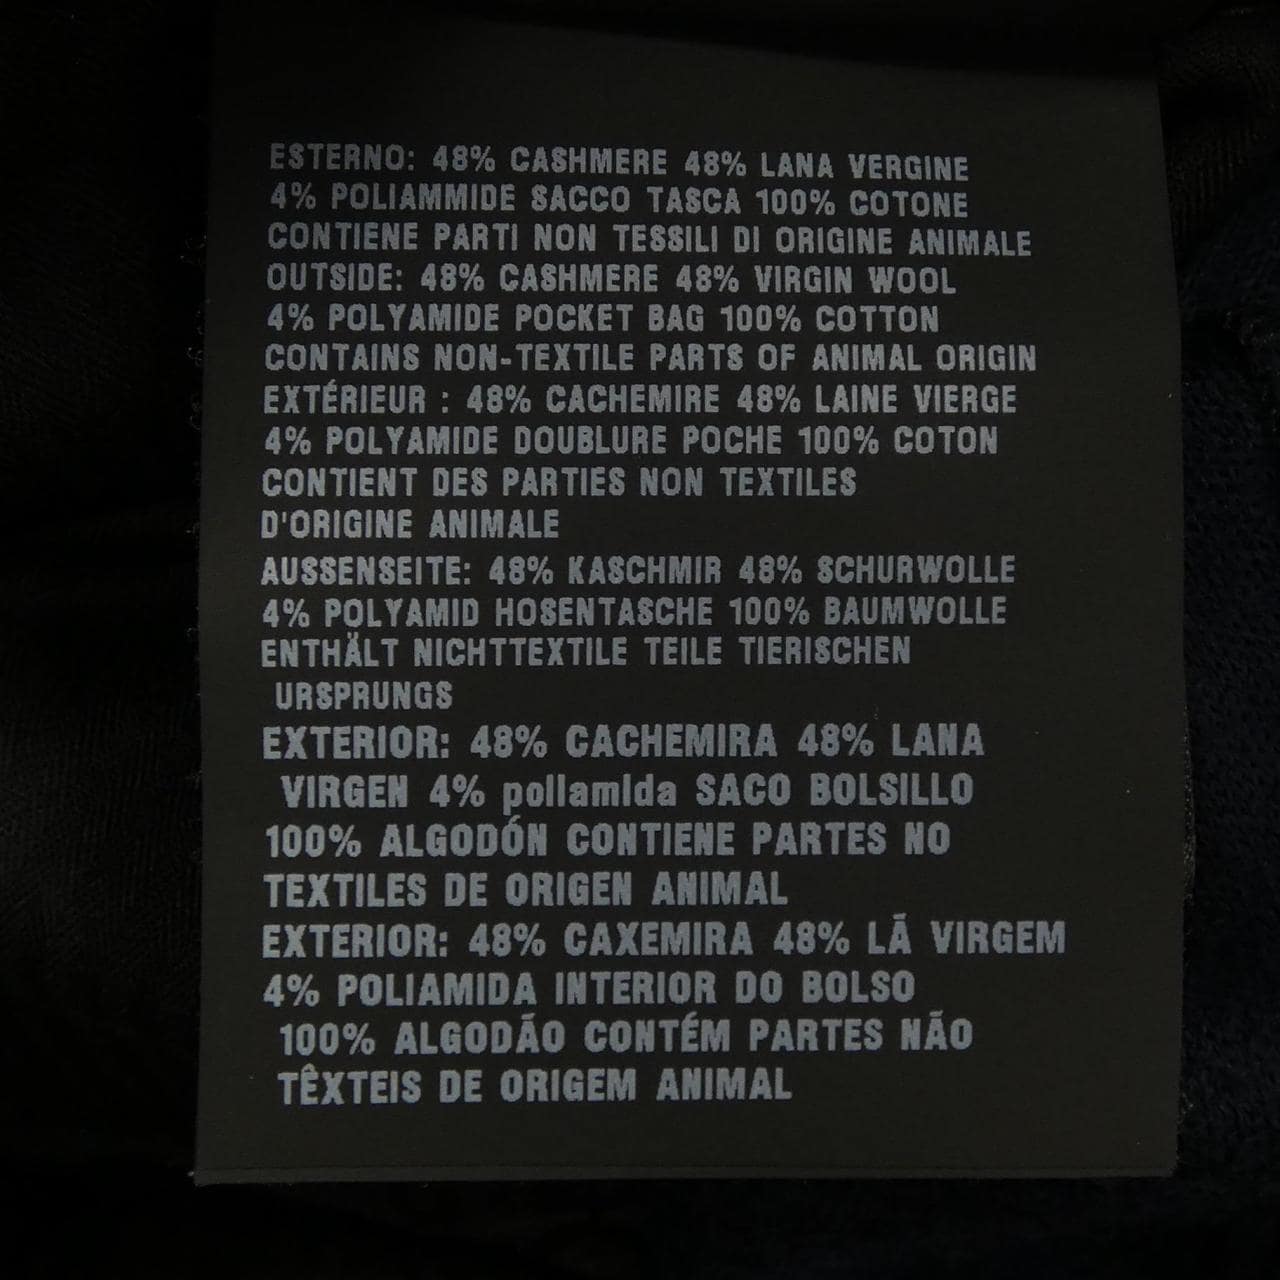 ESTERNO: 48% CASHMERE 48% LANA VERGINE
4% POLIAMMIDE SACCO TASCA 100% COTONE
CONTIENE PARTI NON TESSILI DI ORIGINE ANIMALE
OUTSIDE: 48% CASHMERE 48% VIRGIN WOOL
4% POLYAMIDE POCKET BAG 100% COTTON
CONTAINS NON-TEXTILE PARTS OF ANIMAL ORIGIN
EXTÉRIEUR : 48% CACHEMIRE 48% LAINE VIERGE
4% POLYAMIDE DOUBLURE POCHE 100% COTON
CONTIENT DES PARTIES NON TEXTILES
D'ORIGINE ANIMALE
AUSSENSEITE: 48% KASCHMIR 48% SCHURWOLLE
4% POLYAMID HOSENTASCHE 100% BAUMWOLLE
ENTHÄLT NICHTTEXTILE TEILE TIERISCHEN
URSPRUNGS
EXTERIOR: 48% CACHEMIRA 48% LANA
VIRGEN 4% poliamida SACO BOLSILLO
100% ALGODÓN CONTIENE PARTES NO
TEXTILES DE ORIGEN ANIMAL
EXTERIOR: 48% CAXEMIRA 48% LÃ VIRGEM
4% POLIAMIDA INTERIOR DO BOLSO
100% ALGODÃO CONTÉM PARTES NÃO
TÊXTEIS DE ORIGEM ANIMAL